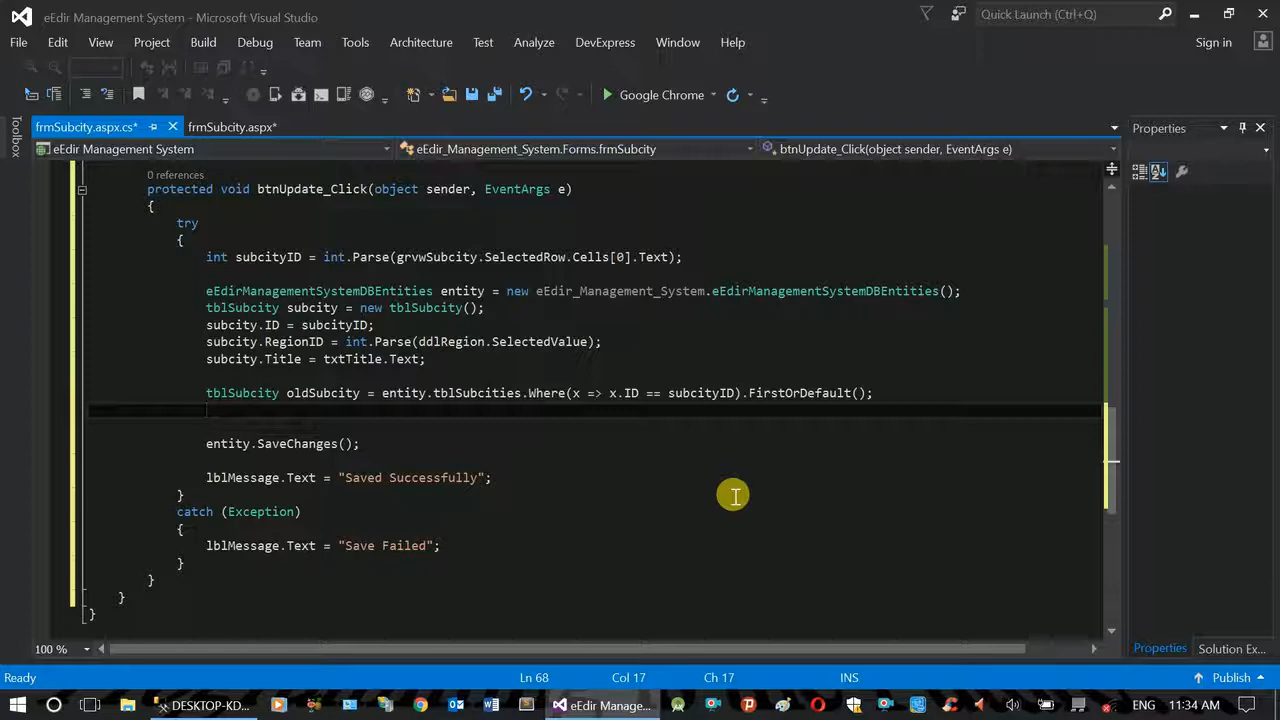 eEdir Management System - Microsoft Visual Studio
Quick Launch (Ctrl+Q)
File Edit View Project Build Debug Team Tools Architecture Test Analyze DevExpress Window Help
Sign in
Google Chrome
Toolbox
frmSubcity.aspx.cs* frmSubcity.aspx*
Properties
eEdir Management System
eEdir_Management_System.Forms.frmSubcity
btnUpdate_Click(object sender, EventArgs e)
0 references
protected void btnUpdate_Click(object sender, EventArgs e)
{
try
{
int subcityID = int.Parse(grvwSubcity.SelectedRow.Cells[0].Text);
eEdirManagementSystemDBEntities entity = new eEdir_Management_System.eEdirManagementSystemDBEntities();
tblSubcity subcity = new tblSubcity();
subcity.ID = subcityID;
subcity.RegionID = int.Parse(ddlRegion.SelectedValue);
subcity.Title = txtTitle.Text;
tblSubcity oldSubcity = entity.tblSubcities.Where(x => x.ID == subcityID).FirstOrDefault();
entity.SaveChanges();
lblMessage.Text = "Saved Successfully";
}
catch (Exception)
{
lblMessage.Text = "Save Failed";
}
}
}
}
100 %
Properties Solution Ex...
Ready
Ln 68 Col 17 Ch 17 INS
Publish
DESKTOP-KD...
eEdir Manage...
ENG 11:34 AM